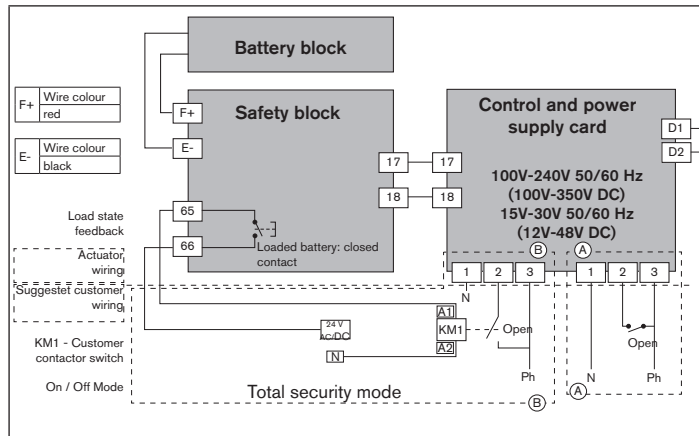 Battery block
F+
Wire colour
red
E-
Wire colour
black
F+
E-
Safety block
17
18
17
18
Control and power
supply card
D1
D2
100V-240V 50/60 Hz
(100V-350V DC)
15V-30V 50/60 Hz
(12V-48V DC)
Load state
feedback
65
66
Loaded battery: closed
contact
Actuator
wiring
Suggestet customer
wiring
B
A
1
2
3
1
2
3
N
24 V
AC/DC
N
A1
KM1
A2
Open
Open
KM1 - Customer
contactor switch
Ph
N
Ph
On / Off Mode
Total security mode
B
A